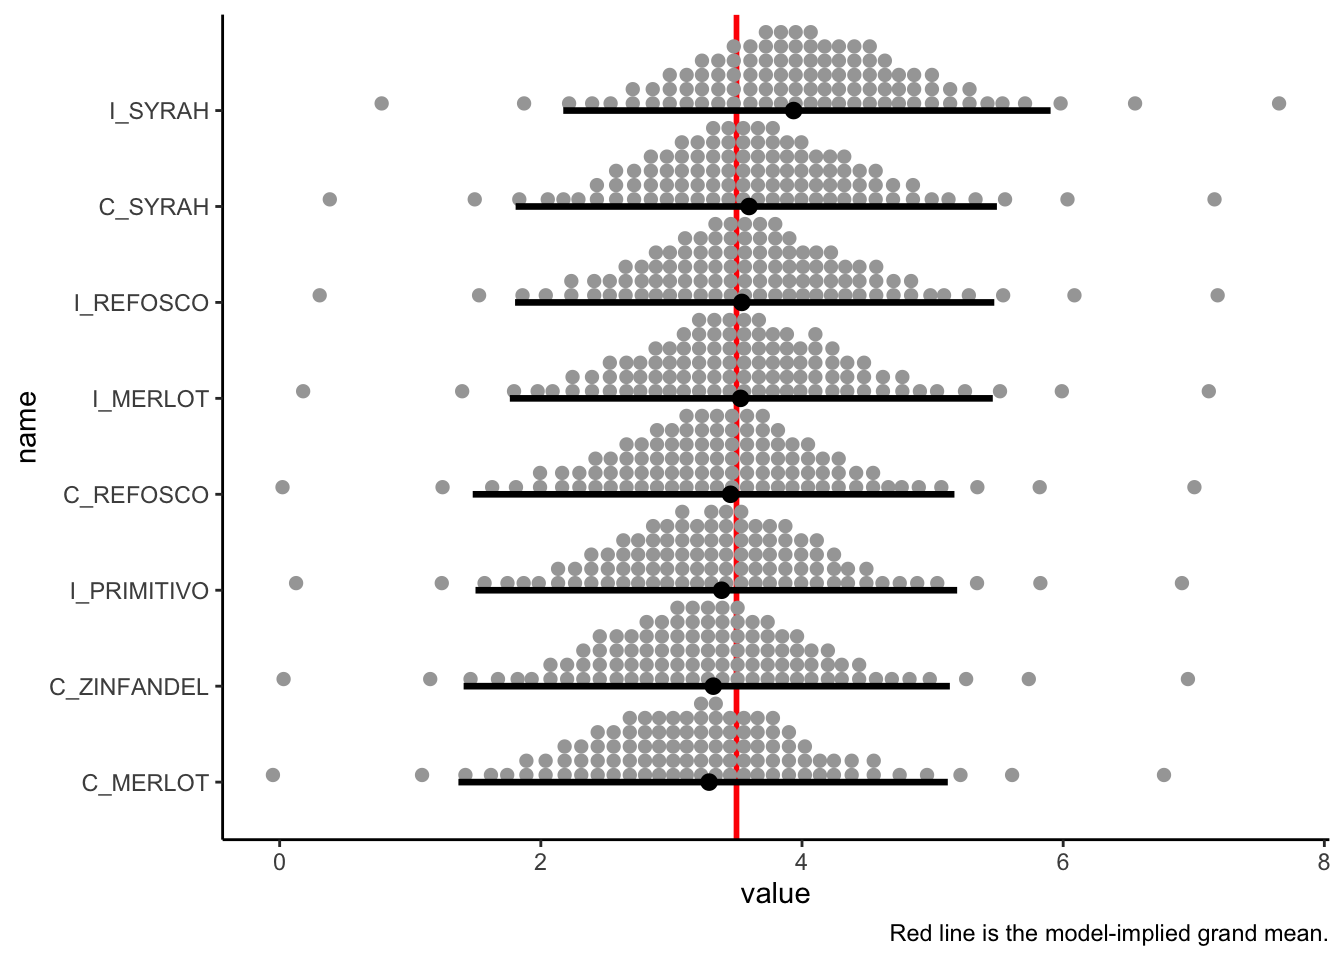 I_SYRAH
C_SYRAH
I_REFOSCO
I_MERLOT
C_REFOSCO
I_PRIMITIVO
C_ZINFANDEL
C_MERLOT
name
0 2 4 6 8
value
Red line is the model-implied grand mean.